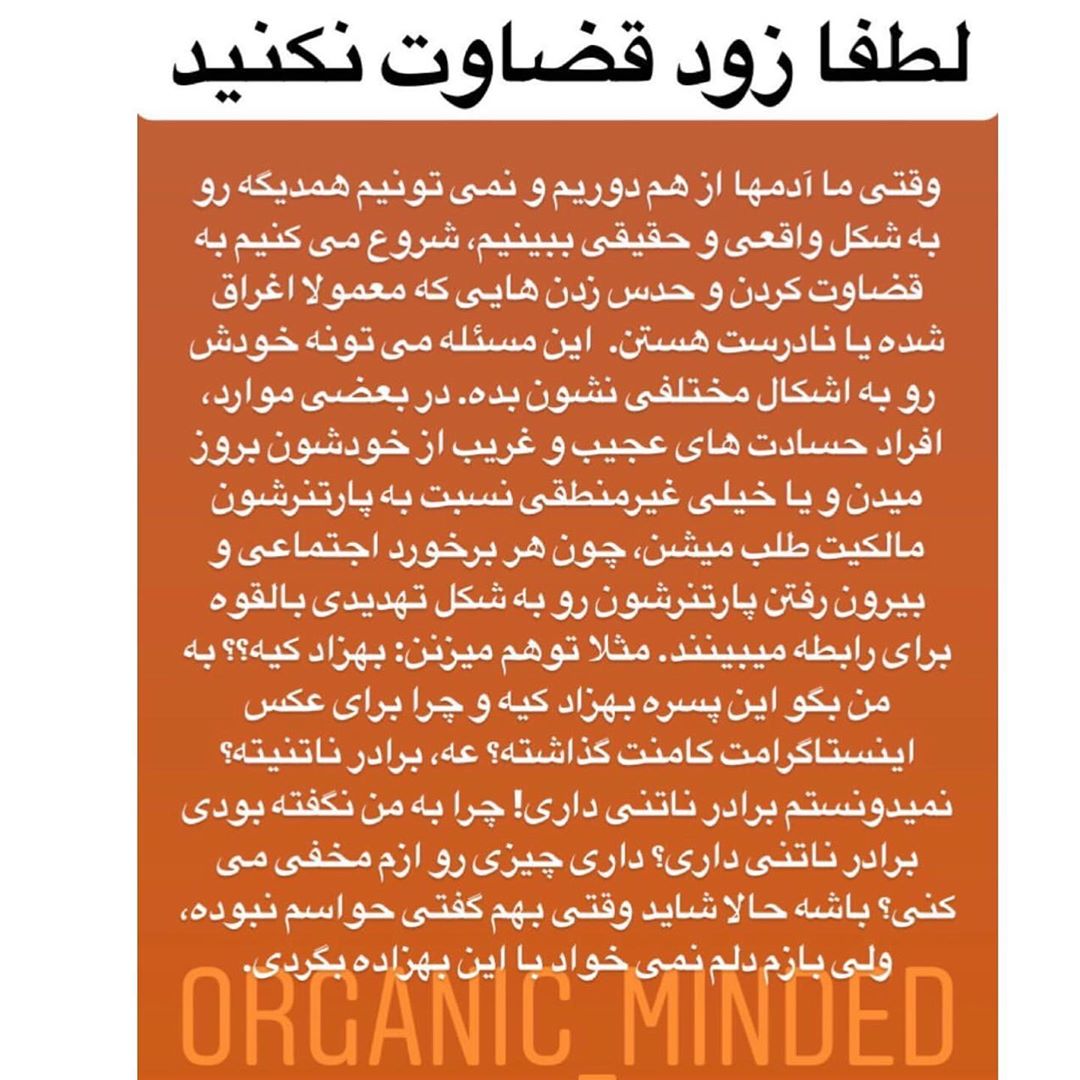 لطفا زود قضاوت نکنید
وقتی ما آدمها از هم دوریم و نمی تونیم همدیگه رو
به شکل واقعی و حقیقی ببینیم، شروع می کنیم به
قضاوت کردن و حدس زدن هایی که معمولا اغراق
شده یا نادرست هستن. این مسئله می تونه خودش
رو به اشکال مختلفی نشون بده. در بعضی موارد،
افراد حسادت های عجیب و غریب از خودشون بروز
میدن و یا خیلی غیرمنطقی نسبت به پارتنرشون
مالکیت طلب میشن، چون هر برخورد اجتماعی و
بیرون رفتن پارتنرشون رو به شکل تهدیدی بالقوه
برای رابطه میبینند. مثلا توهم میزنن: بهزاد کیه؟؟ به
من بگو این پسره بهزاد کیه و چرا برای عکس
اینستاگرامت کامنت گذاشته؟ عه، برادر ناتنیته؟
نمیدونستم برادر ناتنی داری! چرا به من نگفته بودی
برادر ناتنی داری؟ داری چیزی رو ازم مخفی می
کنی؟ باشه حالا شاید وقتی بهم گفتی حواسم نبوده،
ولی بازم دلم نمی خواد با این بهزاده بگردی.
ORGANIC_MINDED